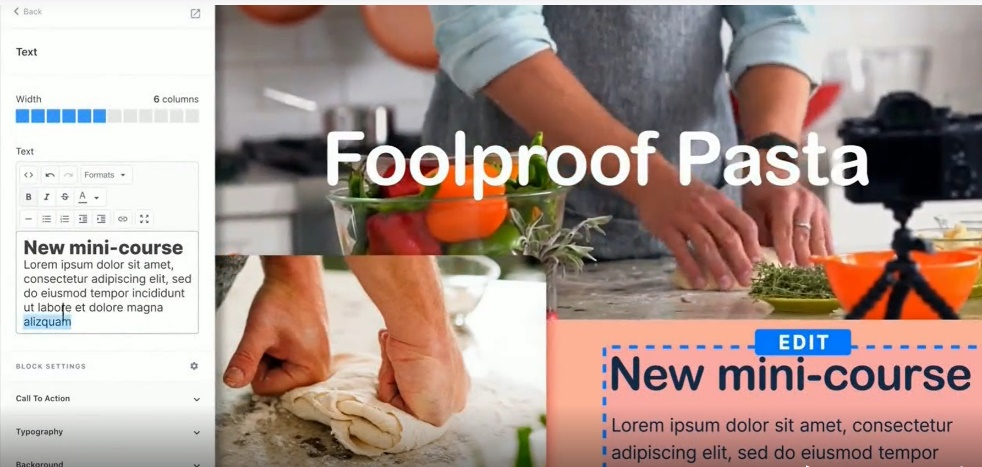 Back
Text
Width 6 columns
Text
Formats
B I S A
New mini-course
Lorem ipsum dolor sit amet,
consectetur adipiscing elit, sed
do eiusmod tempor incididunt
ut labore et dolore magna
alizquam
BLOCK SETTINGS
Call To Action
Typography
Background
Foolproof Pasta
EDIT
New mini-course
Lorem ipsum dolor sit amet, consectetur
adipiscing elit, sed do eiusmod tempor